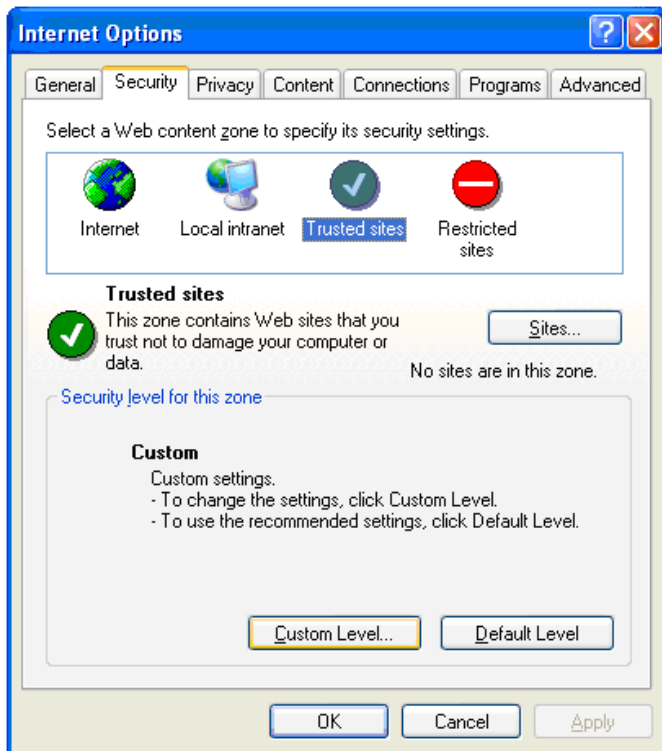 Internet Options
General Security Privacy Content Connections Programs Advanced
Select a Web content zone to specify its security settings.
Internet Local intranet Trusted sites Restricted
sites
Trusted sites
This zone contains Web sites that you
trust not to damage your computer or
data.
Sites...
No sites are in this zone.
Security level for this zone
Custom
Custom settings.
- To change the settings, click Custom Level.
- To use the recommended settings, click Default Level.
Custom Level... Default Level
OK Cancel Apply